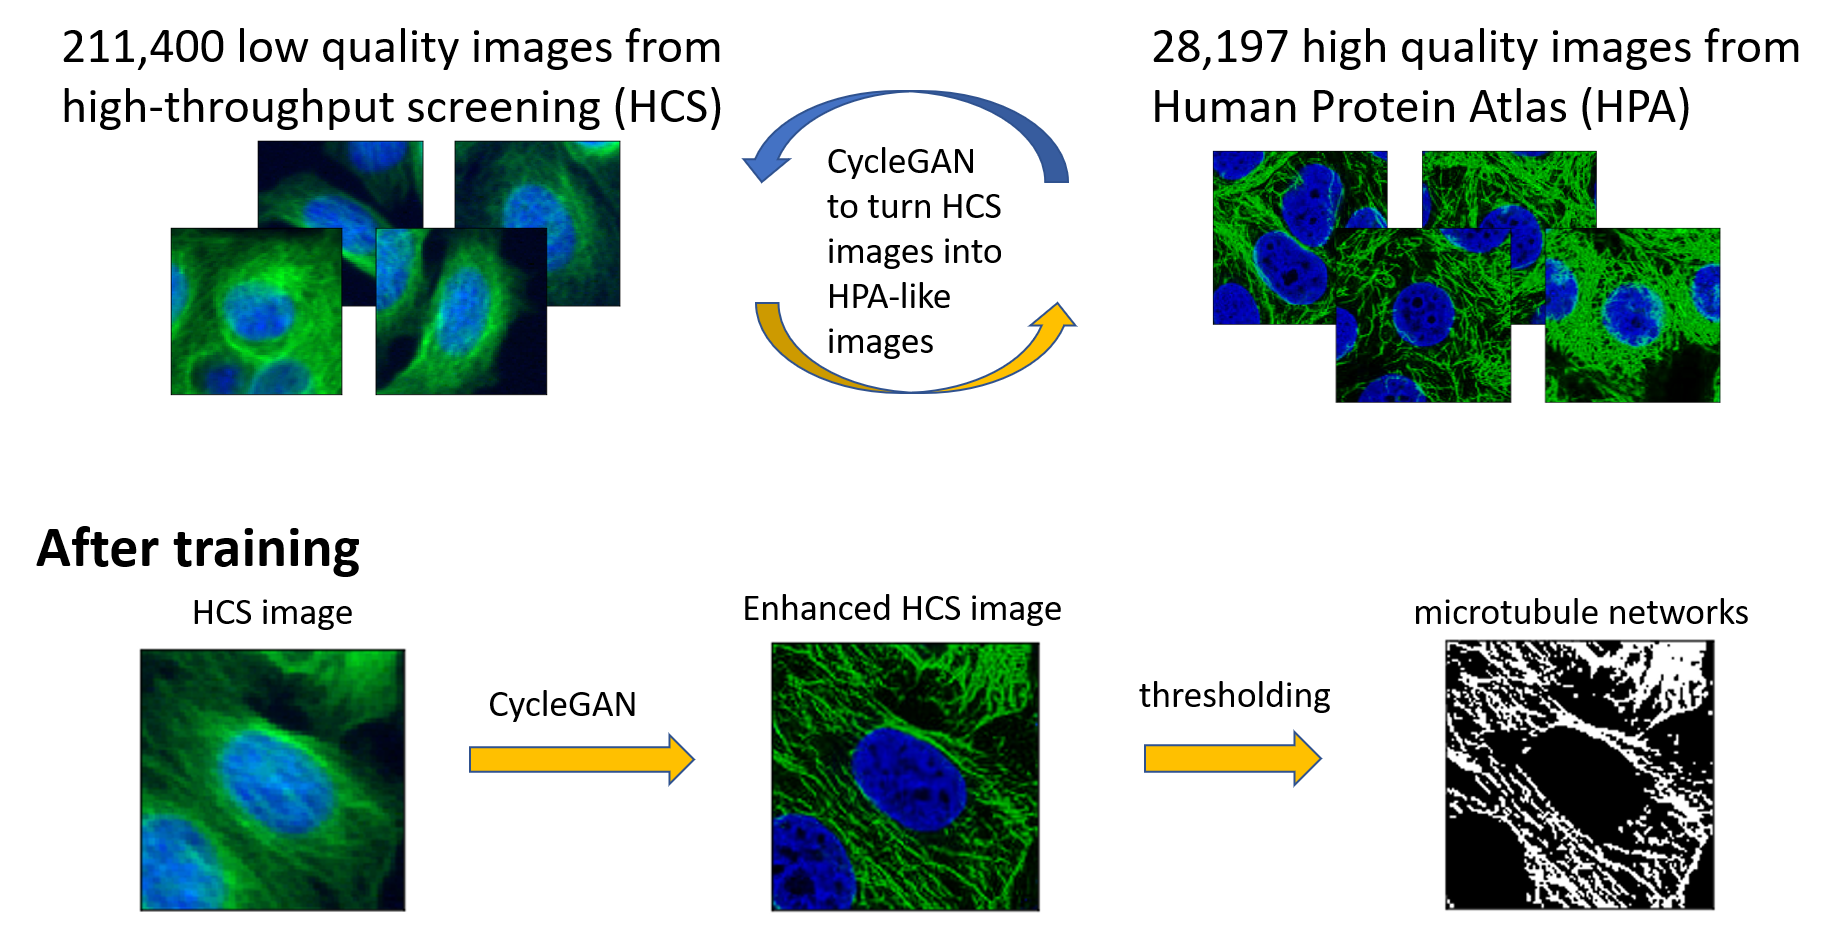 211,400 low quality images from
high-throughput screening (HCS)
28,197 high quality images from
Human Protein Atlas (HPA)
CycleGAN
to turn HCS
images into
HPA-like
images
After training
HCS image
CycleGAN
Enhanced HCS image
thresholding
microtubule networks